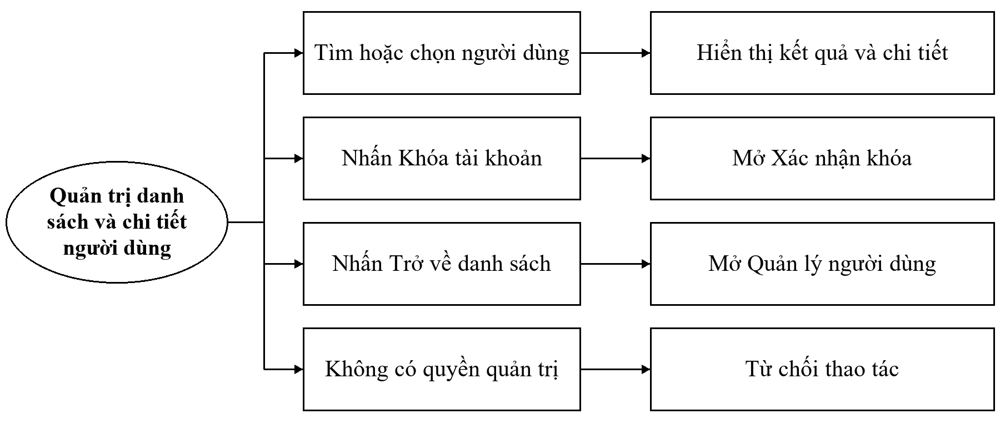 Quản trị danh
sách và chi tiết
người dùng
Tìm hoặc chọn người dùng
Hiển thị kết quả và chi tiết
Nhấn Khóa tài khoản
Mở Xác nhận khóa
Nhấn Trở về danh sách
Mở Quản lý người dùng
Không có quyền quản trị
Từ chối thao tác